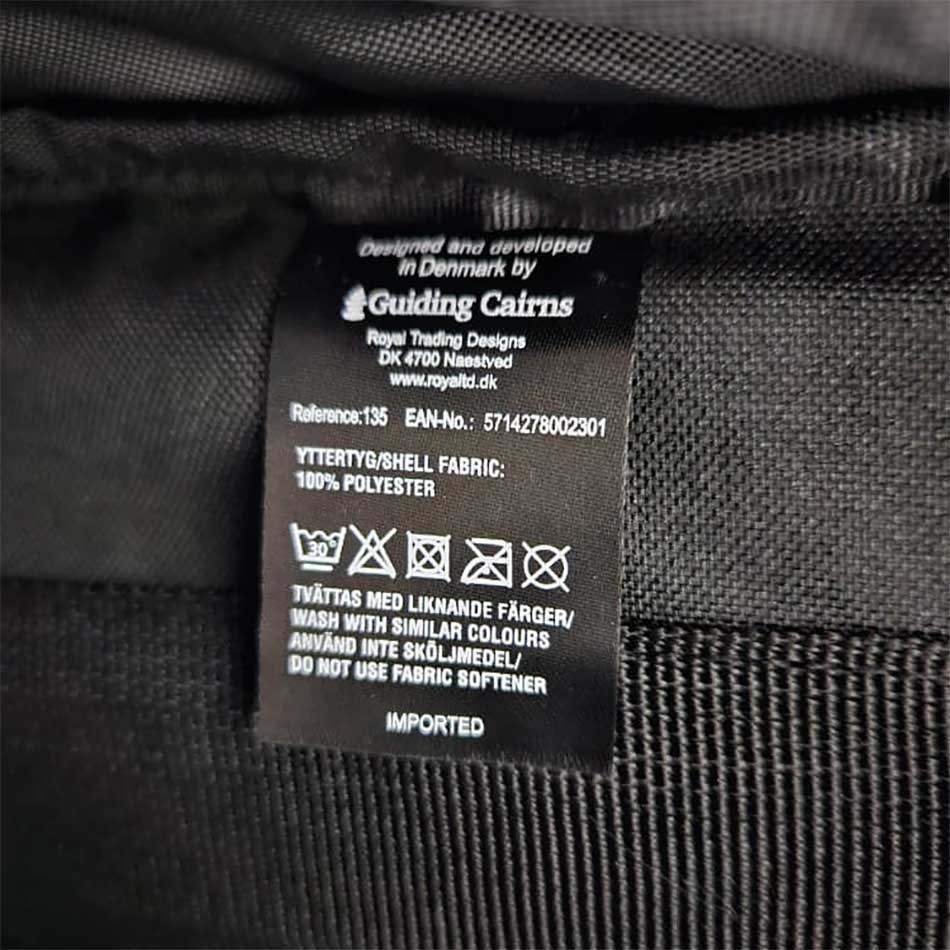 Designed and developed
in Denmark by
Guiding Cairns
Royal Trading Designs
DK 4700 Naestved
www.royaltd.dk
Reference:135 EAN-No.: 5714278002301
YTTERTYG/SHELL FABRIC:
100% POLYESTER
30°
TVÄTTAS MED LIKNANDE FÄRGER/
WASH WITH SIMILAR COLOURS
ANVÄND INTE SKÖLJMEDEL/
DO NOT USE FABRIC SOFTENER
IMPORTED